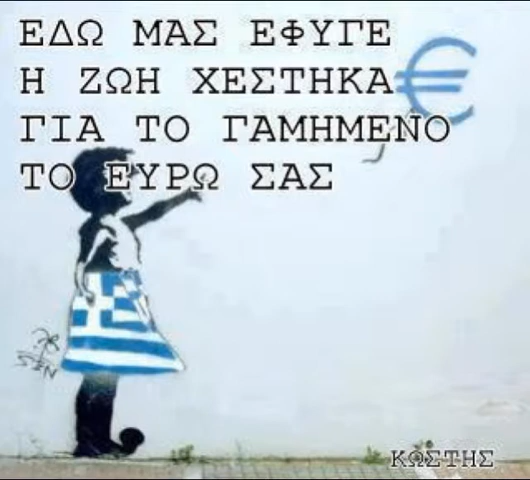 ΕΔΩ ΜΑΣ ΕΦΥΓΕ
Η ΖΩΗ ΧΕΣΤΗΚΑ
ΓΙΑ ΤΟ ΓΑΜΗΜΕΝΟ
ΤΟ ΕΥΡΩ ΣΑΣ
€
ΚΩΣΤΗΣ